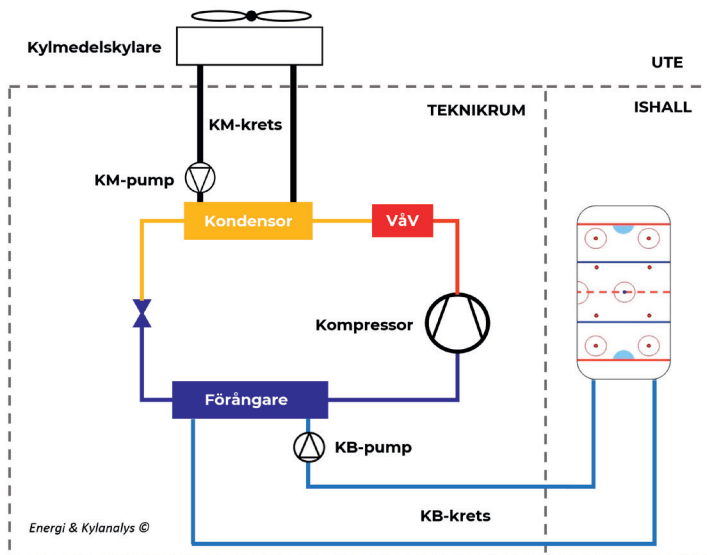 Kylmedelskylare
UTE
TEKNIKRUM
ISHALL
KM-krets
KM-pump
Kondensor
VåV
Kompressor
Förångare
KB-pump
KB-krets
Energi & Kylanalys ©